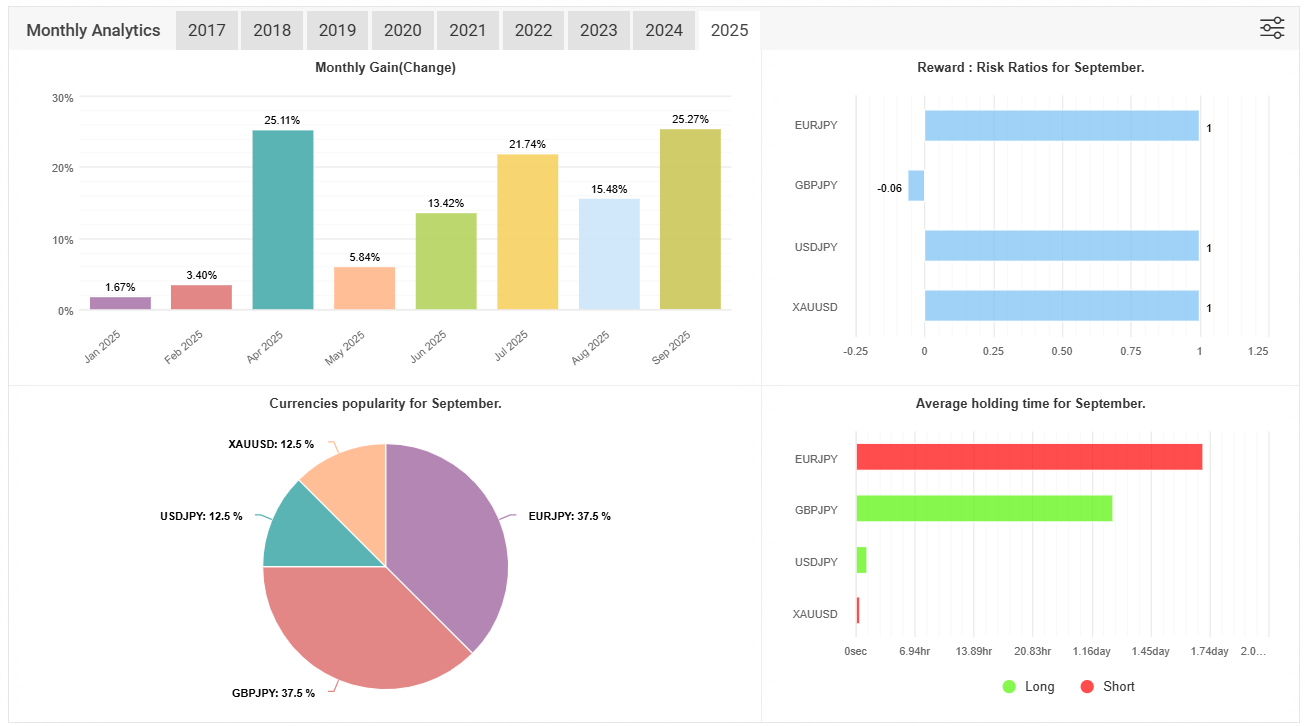 Monthly Analytics 2017 2018 2019 2020 2021 2022 2023 2024 2025
Monthly Gain(Change)
30%
20%
10%
0%
1.67%
3.40%
25.11%
5.84%
13.42%
21.74%
15.48%
25.27%
Jan 2025
Feb 2025
Apr 2025
May 2025
Jun 2025
Jul 2025
Aug 2025
Sep 2025
Reward : Risk Ratios for September.
EURJPY 1
GBPJPY -0.06
USDJPY 1
XAUUSD 1
-0.25 0 0.25 0.50 0.75 1 1.25
Currencies popularity for September.
XAUUSD: 12.5 %
USDJPY: 12.5 %
EURJPY: 37.5 %
GBPJPY: 37.5 %
Average holding time for September.
EURJPY
GBPJPY
USDJPY
XAUUSD
0sec 6.94hr 13.89hr 20.83hr 1.16day 1.45day 1.74day 2.0...
Long Short